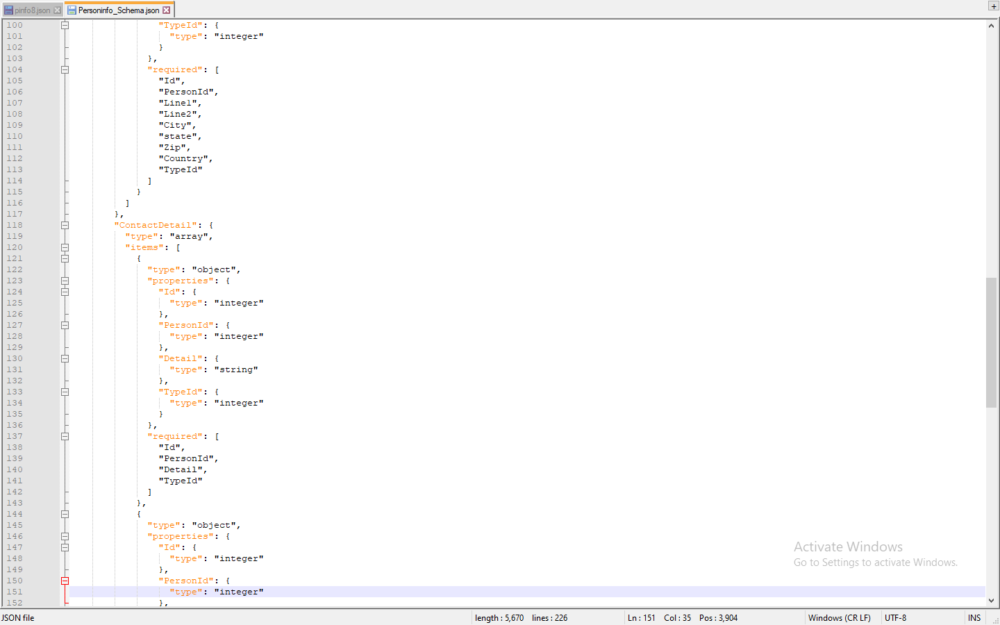 pinfo8.json Personinfo_Schema.json
100 "TypeId": {
101 "type": "integer"
102 }
103 },
104 "required": [
105 "Id",
106 "PersonId",
107 "Line1",
108 "Line2",
109 "City",
110 "state",
111 "Zip",
112 "Country",
113 "TypeId"
114 ]
115 }
116 ]
117 },
118 "ContactDetail": {
119 "type": "array",
120 "items": [
121 {
122 "type": "object",
123 "properties": {
124 "Id": {
125 "type": "integer"
126 },
127 "PersonId": {
128 "type": "integer"
129 },
130 "Detail": {
131 "type": "string"
132 },
133 "TypeId": {
134 "type": "integer"
135 }
136 },
137 "required": [
138 "Id",
139 "PersonId",
140 "Detail",
141 "TypeId"
142 ]
143 },
144 {
145 "type": "object",
146 "properties": {
147 "Id": {
148 "type": "integer"
149 },
150 "PersonId": {
151 "type": "integer"
152 },
Activate Windows
Go to Settings to activate Windows.
JSON file length : 5,670 lines : 226 Ln : 151 Col : 35 Pos : 3,904 Windows (CR LF) UTF-8 INS